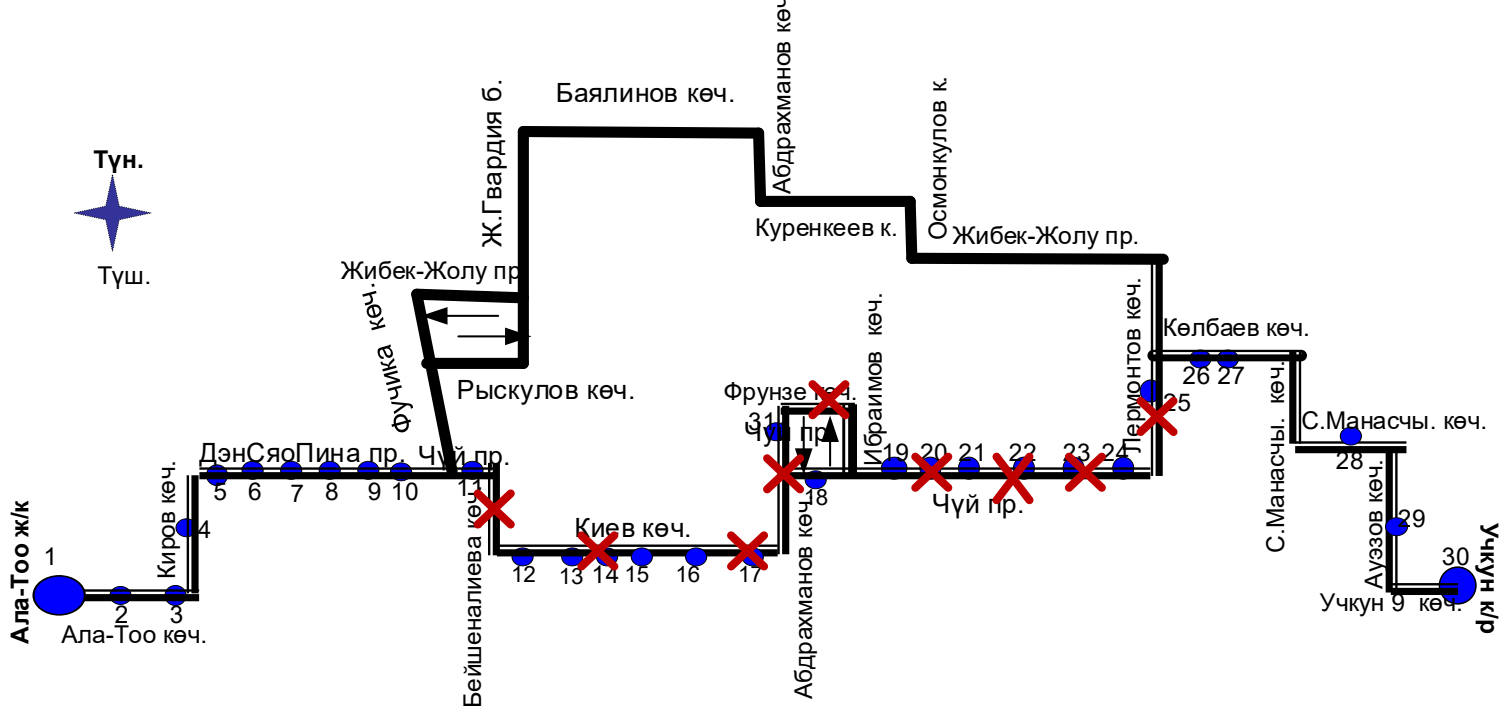 Абдрахманов көч
Баялинов көч.
Ж.Гвардия б.
Осмонкулов к.
Түн.
Куренкеев к.
Жибек-Жолу пр.
Түш.
Жибек-Жолу пр
Фучика көч.
Рыскулов көч.
Лермонтов көч.
Көлбаев көч.
26 27
25
Фрунзе көч.
31
Чүй пр.
Ибраимов көч.
С.Манасчы. көч.
С.Манасчы. көч.
28
ДэнСяоПина пр.
Чүй пр.
5 6 7 8 9 10 11
19 20 21 22 23 24
18
Чүй пр.
Киров көч.
4
Бейшеналиева көч.
Киев көч.
12 13 14 15 16 17
Абдрахманов көч.
Ауэзов көч.
29
1
Ала-Тоо ж/к
2 3
Ала-Тоо көч.
30
Учкун 9 көч.
Учкун к/р